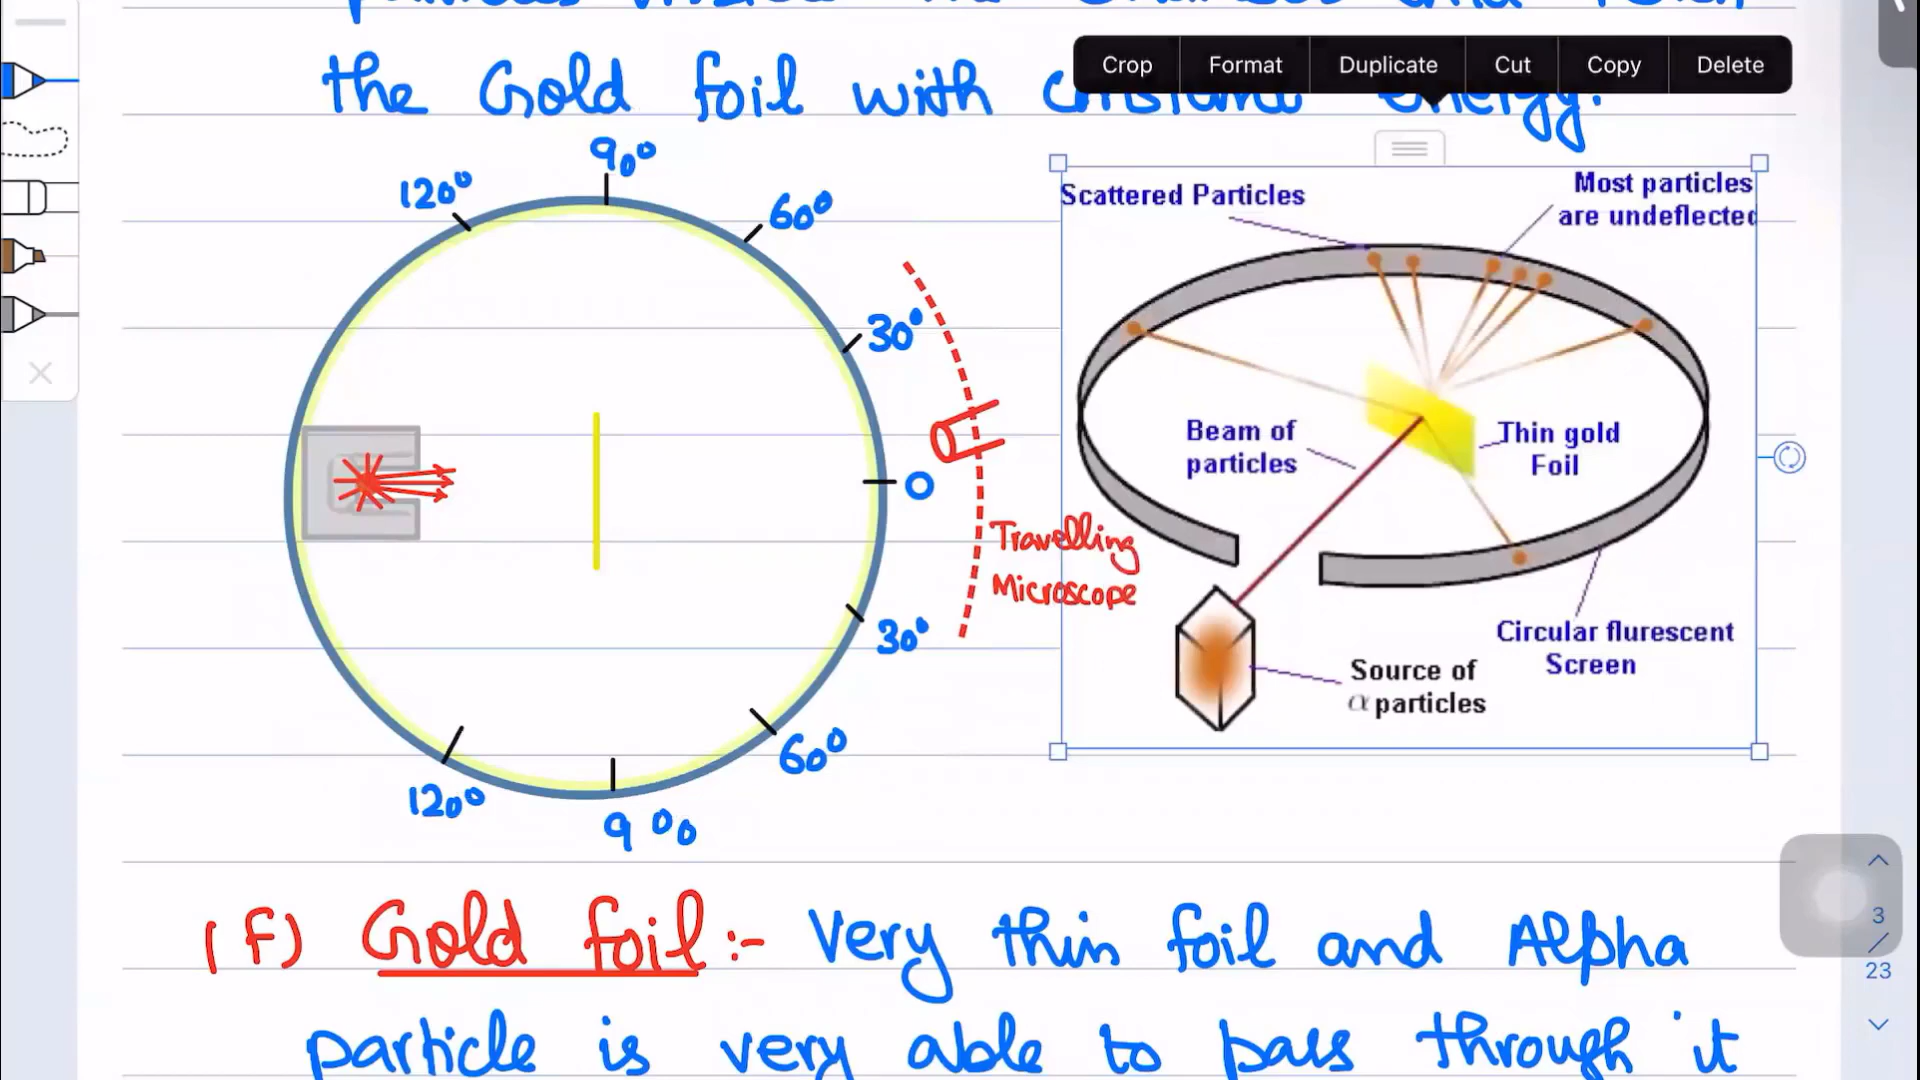 the Gold foil with constant energy.
Crop Format Duplicate Cut Copy Delete
90°
120°
60°
30°
0
30°
60°
90°
120°
Travelling
Microscope
Scattered Particles
Most particles
are undeflected
Beam of
particles
Thin gold
Foil
Circular flurescent
Screen
Source of
α particles
(F) Gold foil :- Very thin foil and Alpha
particle is very able to pass through it
3
/
23